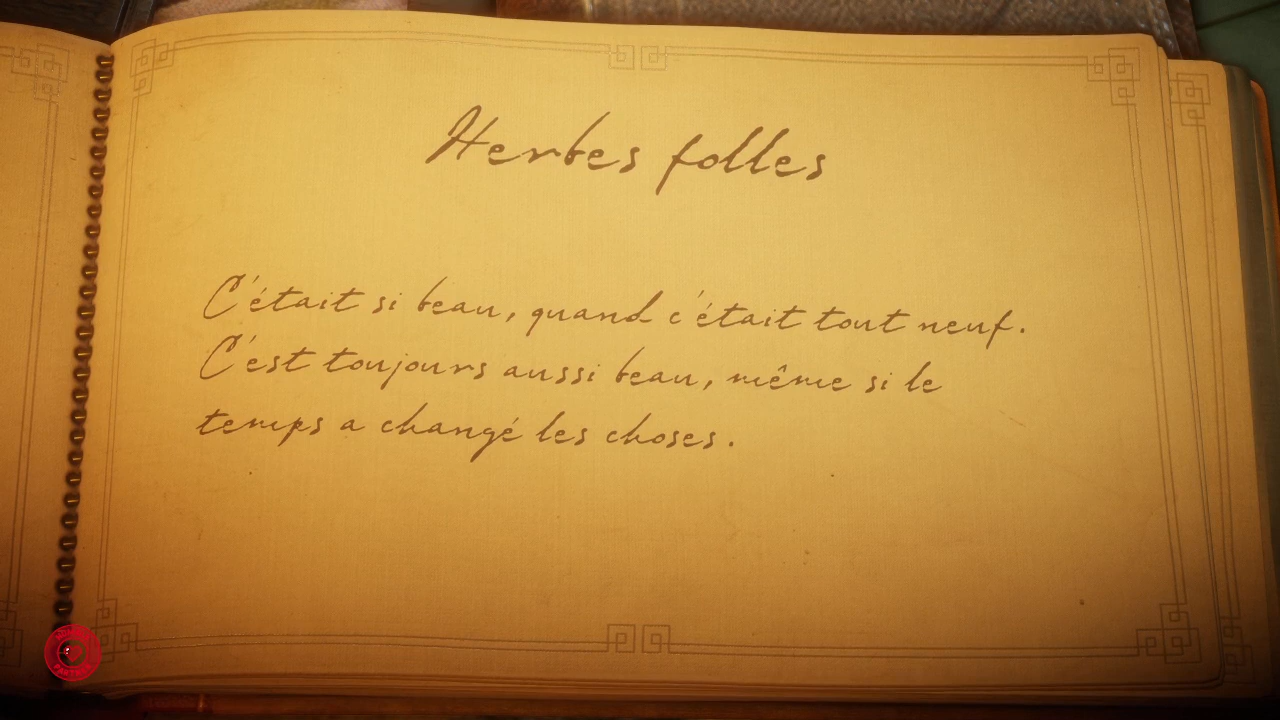 Herbes folles
C'était si beau, quand c'était tout neuf.
C'est toujours aussi beau, même si le
temps a changé les choses.